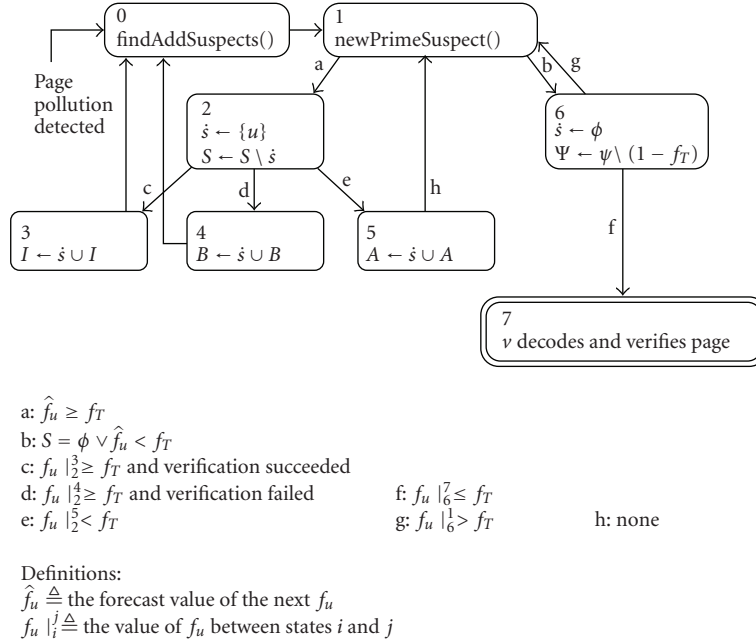 0
findAddSuspects()
1
newPrimeSuspect()
Page
pollution
detected
a
b
g
2
ṡ ← {u}
S ← S \ ṡ
6
ṡ ← ϕ
Ψ ← ψ\ (1 − f_T)
c
d
e
h
f
3
I ← ṡ ∪ I
4
B ← ṡ ∪ B
5
A ← ṡ ∪ A
7
v decodes and verifies page
a: f̂_u ≥ f_T
b: S = ϕ ∨ f̂_u < f_T
c: f_u |_2^3 ≥ f_T and verification succeeded
d: f_u |_2^4 ≥ f_T and verification failed
f: f_u |_6^7 ≤ f_T
e: f_u |_2^5 < f_T
g: f_u |_6^1 > f_T
h: none
Definitions:
f̂_u ≜ the forecast value of the next f_u
f_u |_i^j ≜ the value of f_u between states i and j